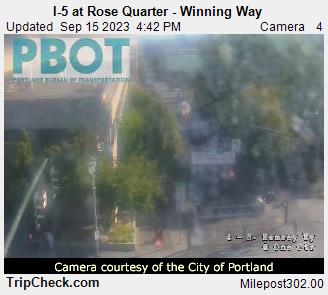 I-5 at Rose Quarter - Winning Way
Updated Sep 15 2023 4:42 PM Camera 4
PBOT
PORTLAND BUREAU OF TRANSPORTATION
Camera courtesy of the City of Portland
TripCheck.com Milepost302.00